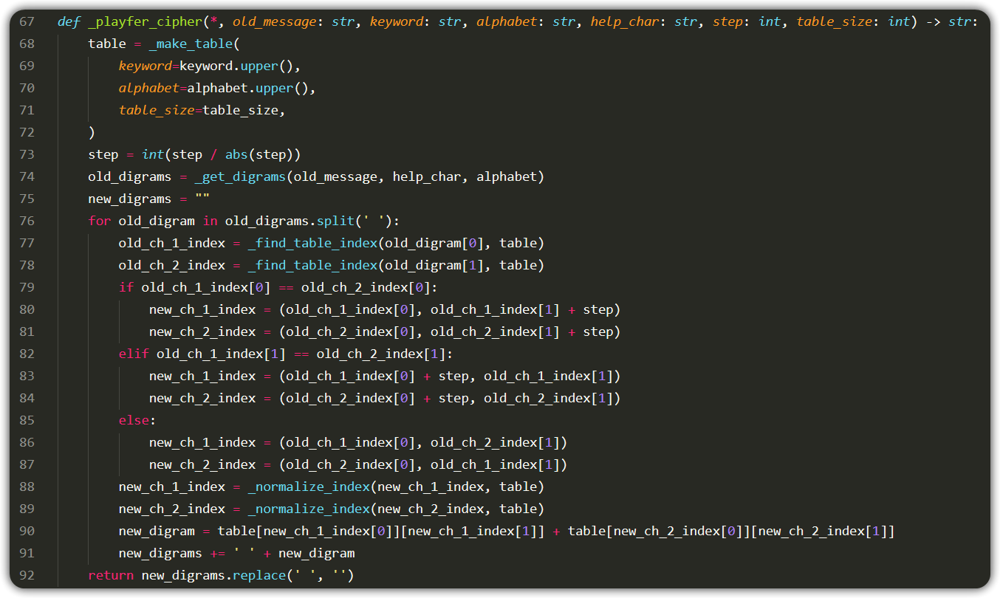 67 def _playfer_cipher(*, old_message: str, keyword: str, alphabet: str, help_char: str, step: int, table_size: int) -> str:
68     table = _make_table(
69         keyword=keyword.upper(),
70         alphabet=alphabet.upper(),
71         table_size=table_size,
72     )
73     step = int(step / abs(step))
74     old_digrams = _get_digrams(old_message, help_char, alphabet)
75     new_digrams = ""
76     for old_digram in old_digrams.split(' '):
77         old_ch_1_index = _find_table_index(old_digram[0], table)
78         old_ch_2_index = _find_table_index(old_digram[1], table)
79         if old_ch_1_index[0] == old_ch_2_index[0]:
80             new_ch_1_index = (old_ch_1_index[0], old_ch_1_index[1] + step)
81             new_ch_2_index = (old_ch_2_index[0], old_ch_2_index[1] + step)
82         elif old_ch_1_index[1] == old_ch_2_index[1]:
83             new_ch_1_index = (old_ch_1_index[0] + step, old_ch_1_index[1])
84             new_ch_2_index = (old_ch_2_index[0] + step, old_ch_2_index[1])
85         else:
86             new_ch_1_index = (old_ch_1_index[0], old_ch_2_index[1])
87             new_ch_2_index = (old_ch_2_index[0], old_ch_1_index[1])
88         new_ch_1_index = _normalize_index(new_ch_1_index, table)
89         new_ch_2_index = _normalize_index(new_ch_2_index, table)
90         new_digram = table[new_ch_1_index[0]][new_ch_1_index[1]] + table[new_ch_2_index[0]][new_ch_2_index[1]]
91         new_digrams += ' ' + new_digram
92     return new_digrams.replace(' ', '')